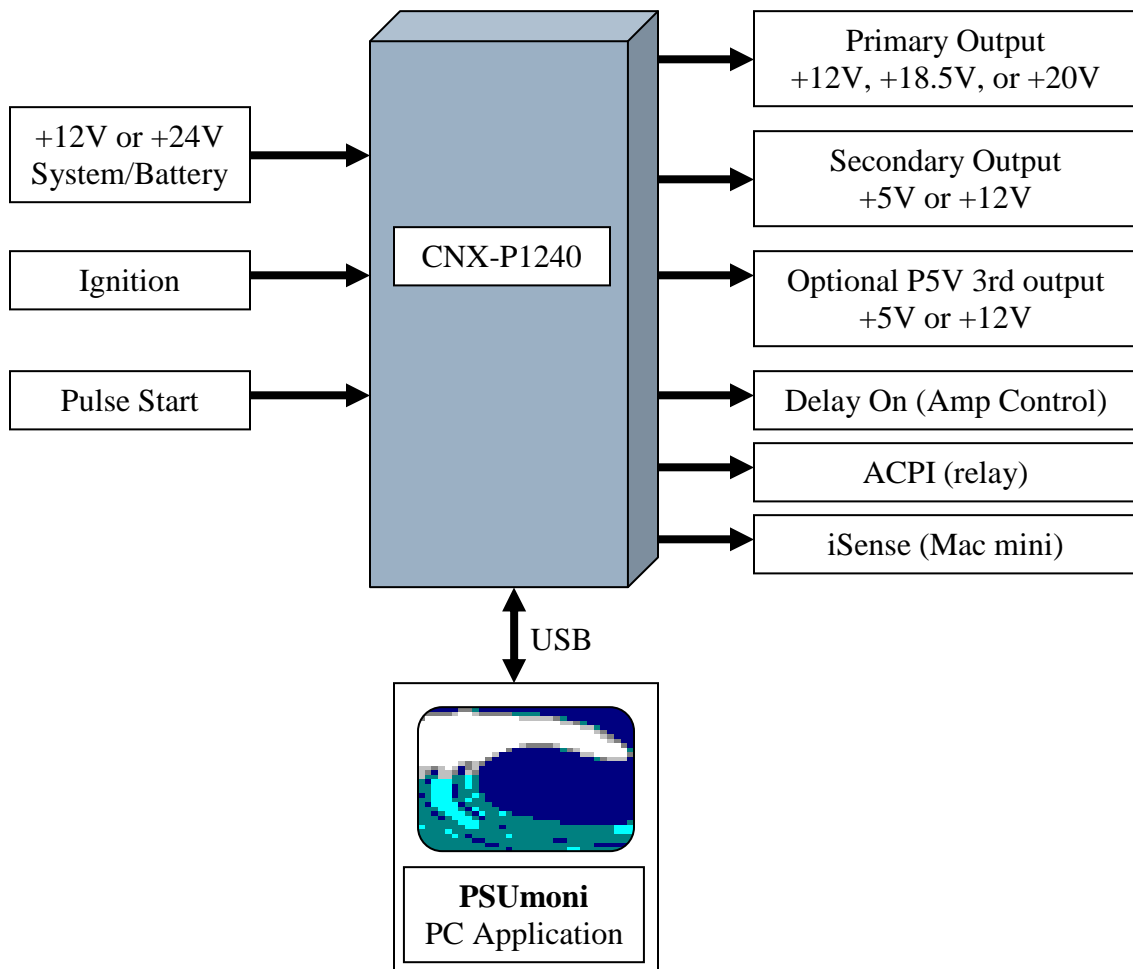 +12V or +24V
System/Battery
Ignition
Pulse Start
CNX-P1240
Primary Output
+12V, +18.5V, or +20V
Secondary Output
+5V or +12V
Optional P5V 3rd output
+5V or +12V
Delay On (Amp Control)
ACPI (relay)
iSense (Mac mini)
USB
PSUmoni
PC Application